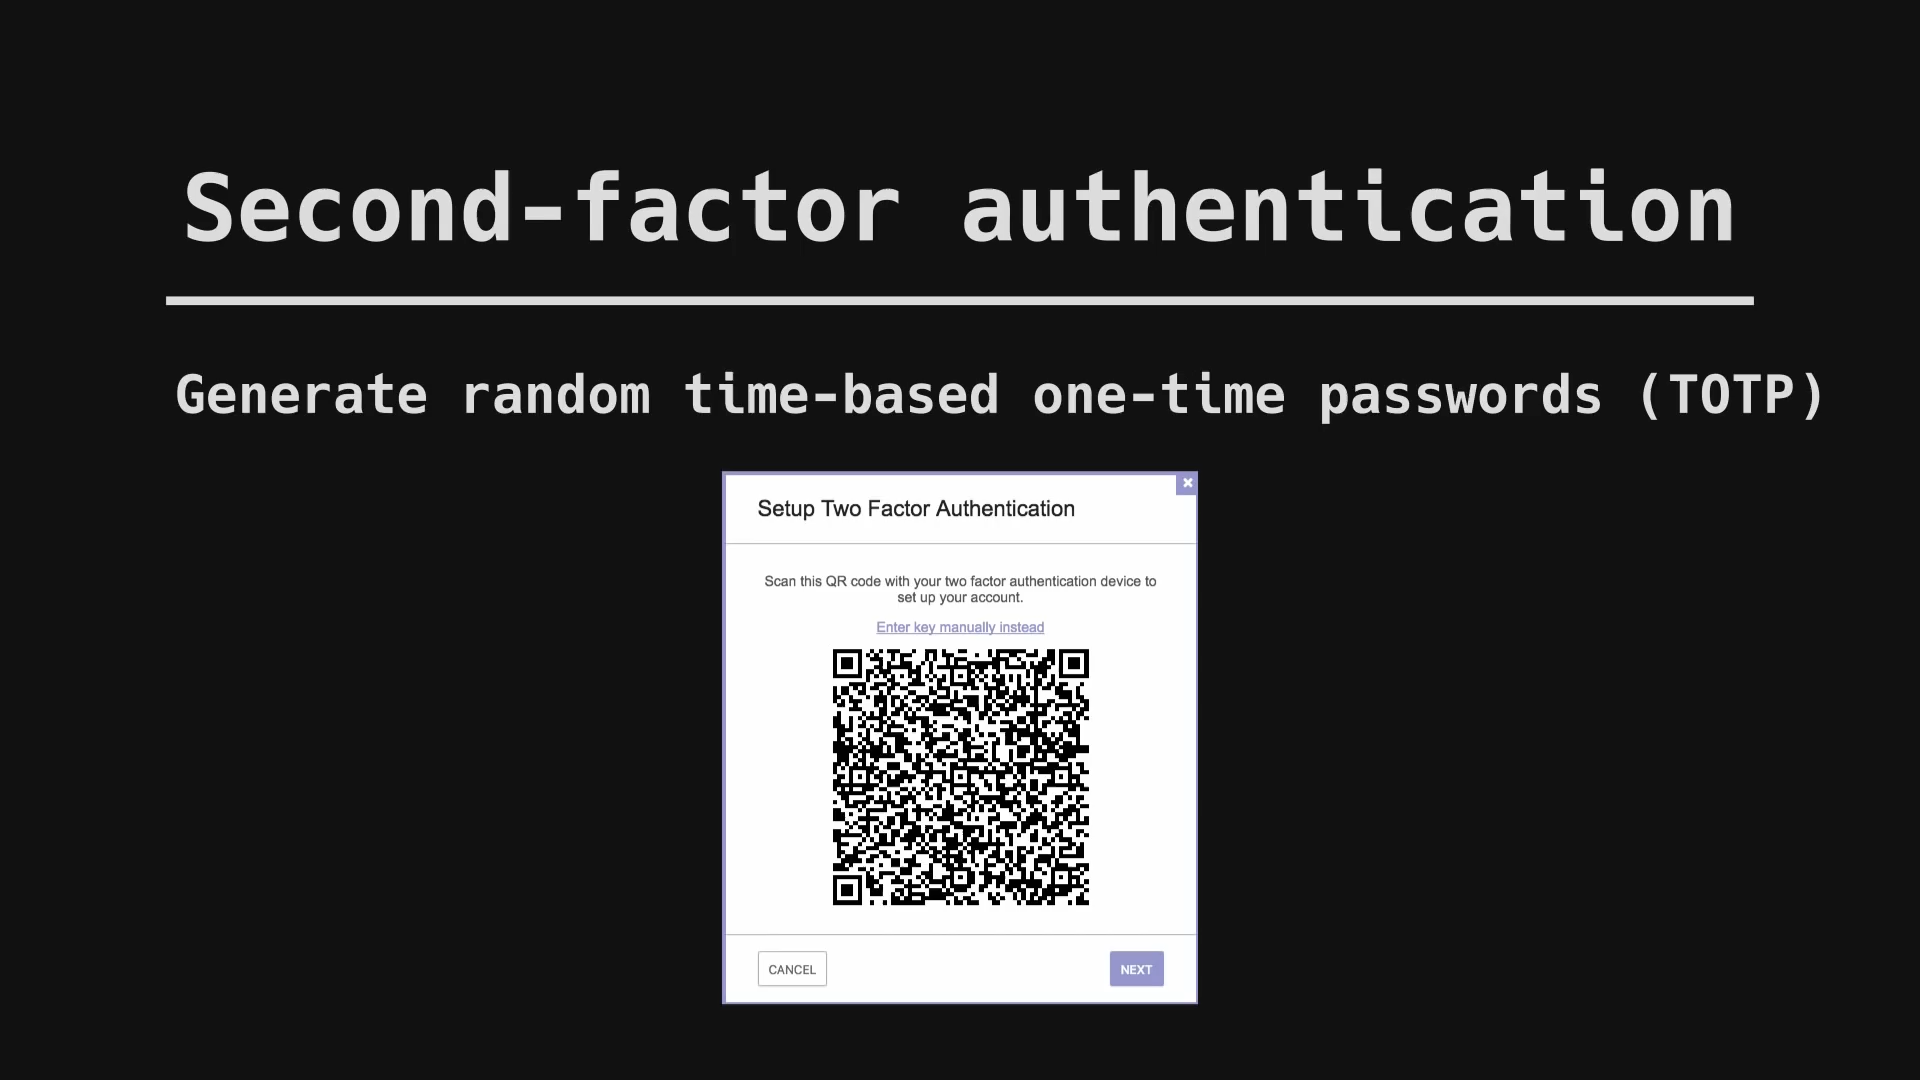 Second-factor authentication
Generate random time-based one-time passwords (TOTP)
Setup Two Factor Authentication
Scan this QR code with your two factor authentication device to
set up your account.
Enter key manually instead
CANCEL
NEXT